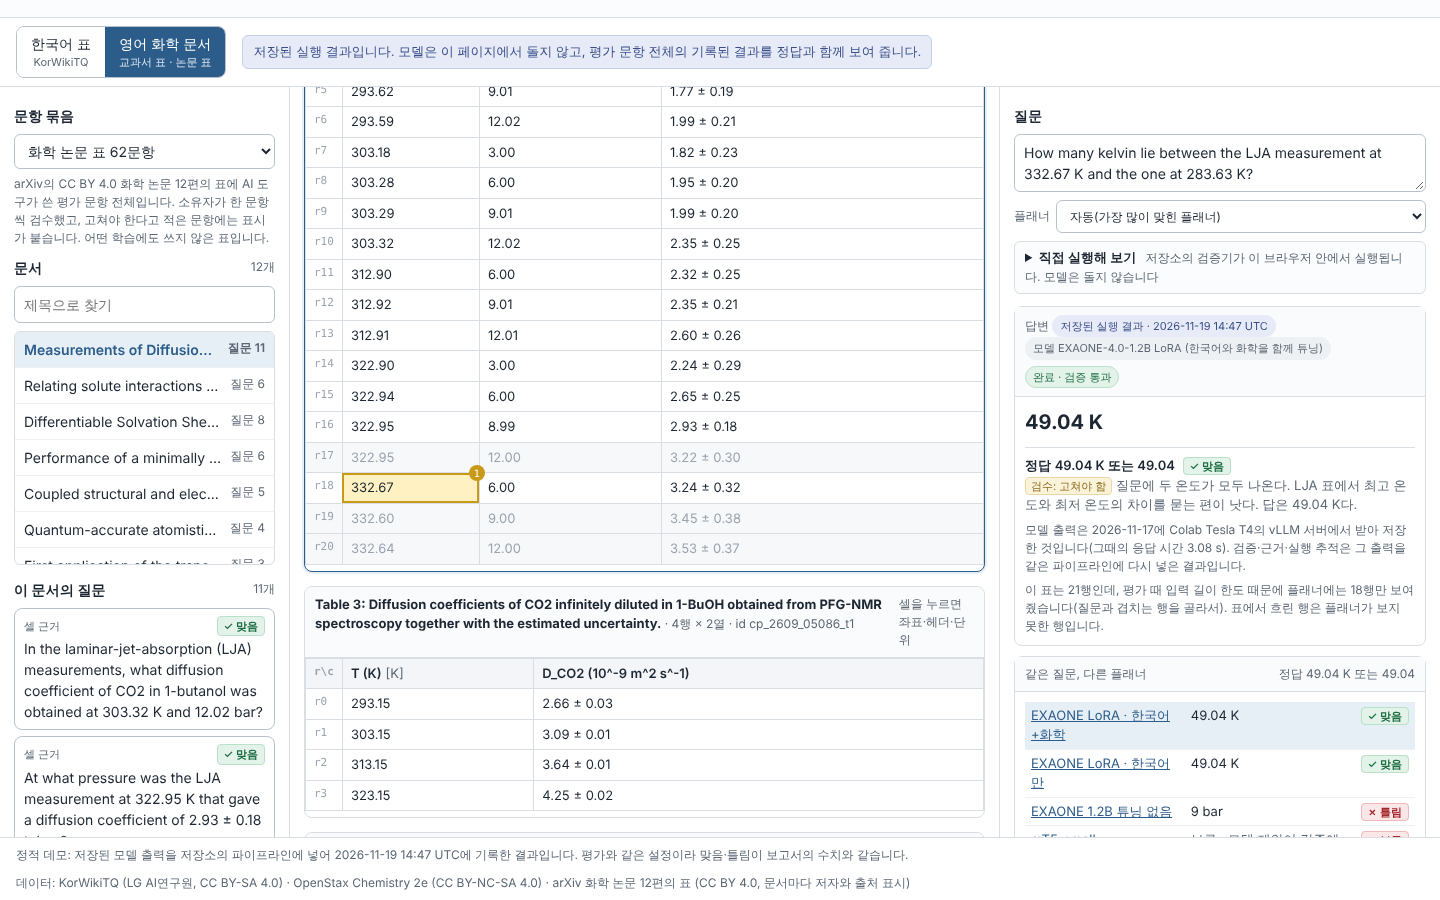 한국어 표
KorWikiTQ
영어 화학 문서
교과서 표 · 논문 표
저장된 실행 결과입니다. 모델은 이 페이지에서 돌지 않고, 평가 문항 전체의 기록된 결과를 정답과 함께 보여 줍니다.
문항 묶음
화학 논문 표 62문항
arXiv의 CC BY 4.0 화학 논문 12편의 표에 AI 도
구가 쓴 평가 문항 전체입니다. 소유자가 한 문항
씩 검수했고, 고쳐야 한다고 적은 문항에는 표시
가 붙습니다. 어떤 학습에도 쓰지 않은 표입니다.
문서 12개
제목으로 찾기
Measurements of Diffusio... 질문 11
Relating solute interactions ... 질문 6
Differentiable Solvation She... 질문 8
Performance of a minimally ... 질문 6
Coupled structural and elec... 질문 5
Quantum-accurate atomisti... 질문 4
이 문서의 질문 11개
셀 근거 ✓ 맞음
In the laminar-jet-absorption (LJA)
measurements, what diffusion
coefficient of CO2 in 1-butanol was
obtained at 303.32 K and 12.02 bar?
셀 근거 ✓ 맞음
At what pressure was the LJA
measurement at 322.95 K that gave
a diffusion coefficient of 2.93 ± 0.18
r5 293.62 9.01 1.77 ± 0.19
r6 293.59 12.02 1.99 ± 0.21
r7 303.18 3.00 1.82 ± 0.23
r8 303.28 6.00 1.95 ± 0.20
r9 303.29 9.01 1.99 ± 0.20
r10 303.32 12.02 2.35 ± 0.25
r11 312.90 6.00 2.32 ± 0.25
r12 312.92 9.01 2.35 ± 0.21
r13 312.91 12.01 2.60 ± 0.26
r14 322.90 3.00 2.24 ± 0.29
r15 322.94 6.00 2.65 ± 0.25
r16 322.95 8.99 2.93 ± 0.18
r17 322.95 12.00 3.22 ± 0.30
1
r18 332.67 6.00 3.24 ± 0.32
r19 332.60 9.00 3.45 ± 0.38
r20 332.64 12.00 3.53 ± 0.37
Table 3: Diffusion coefficients of CO2 infinitely diluted in 1-BuOH obtained from PFG-NMR
spectroscopy together with the estimated uncertainty. · 4행 × 2열 · id cp_2609_05086_t1
셀을 누르면
좌표·헤더·단
위
r\c T (K) [K] D_CO2 (10^-9 m^2 s^-1)
r0 293.15 2.66 ± 0.03
r1 303.15 3.09 ± 0.01
r2 313.15 3.64 ± 0.01
r3 323.15 4.25 ± 0.02
질문
How many kelvin lie between the LJA measurement at
332.67 K and the one at 283.63 K?
플래너 자동(가장 많이 맞힌 플래너)
▶ 직접 실행해 보기 저장소의 검증기가 이 브라우저 안에서 실행됩니
다. 모델은 돌지 않습니다
답변 저장된 실행 결과 · 2026-11-19 14:47 UTC
모델 EXAONE-4.0-1.2B LoRA (한국어와 화학을 함께 튜닝)
완료 · 검증 통과
49.04 K
정답 49.04 K 또는 49.04 ✓ 맞음
검수: 고쳐야 함 질문에 두 온도가 모두 나온다. LJA 표에서 최고 온
도와 최저 온도의 차이를 묻는 편이 낫다. 답은 49.04 K다.
모델 출력은 2026-11-17에 Colab Tesla T4의 vLLM 서버에서 받아 저장
한 것입니다(그때의 응답 시간 3.08 s). 검증·근거·실행 추적은 그 출력을
같은 파이프라인에 다시 넣은 결과입니다.
이 표는 21행인데, 평가 때 입력 길이 한도 때문에 플래너에는 18행만 보여
줬습니다(질문과 겹치는 행을 골라서). 표에서 흐린 행은 플래너가 보지
못한 행입니다.
같은 질문, 다른 플래너 정답 49.04 K 또는 49.04
EXAONE LoRA · 한국어
+화학 49.04 K ✓ 맞음
EXAONE LoRA · 한국어
만 49.04 K ✓ 맞음
EXAONE 1.2B 튜닝 없음 9 bar × 틀림
정적 데모: 저장된 모델 출력을 저장소의 파이프라인에 넣어 2026-11-19 14:47 UTC에 기록한 결과입니다. 평가와 같은 설정이라 맞음·틀림이 보고서의 수치와 같습니다.
데이터: KorWikiTQ (LG AI연구원, CC BY-SA 4.0) · OpenStax Chemistry 2e (CC BY-NC-SA 4.0) · arXiv 화학 논문 12편의 표 (CC BY 4.0, 문서마다 저자와 출처 표시)